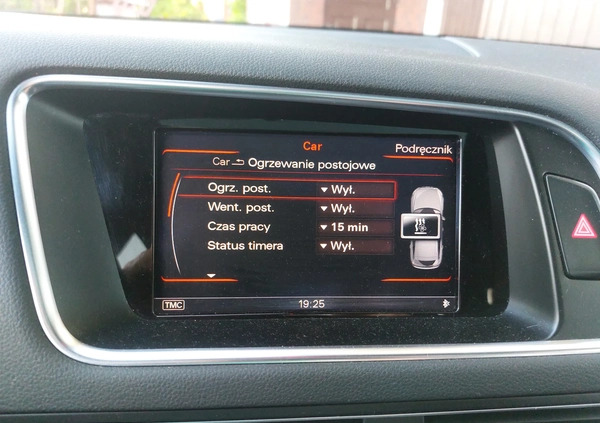 Car
Podręcznik
Car Ogrzewanie postojowe
Ogrz. post. Wył.
Went. post. Wył.
Czas pracy 15 min
Status timera Wył.
TMC 19:25